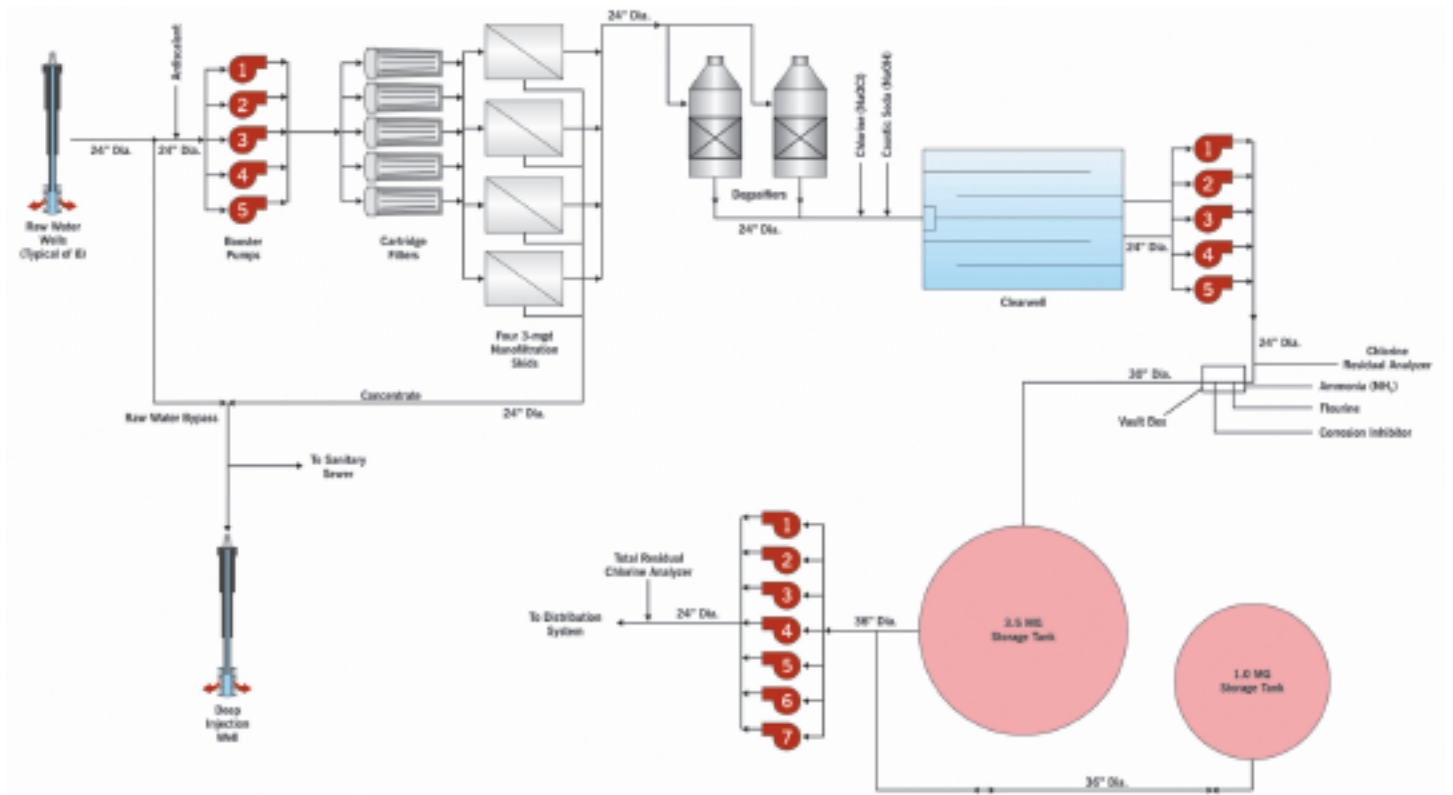 24" Dia.
Antiscalant
1
2
3
4
5
24" Dia.
24" Dia.
Raw Water
Wells
(Typical of 8)
Booster
Pumps
Cartridge
Filters
Four 3-mgd
Nanofiltration
Skids
Degasifiers
24" Dia.
Chlorine (NaOCl)
Caustic Soda (NaOH)
Clearwell
24" Dia.
1
2
3
4
5
24" Dia.
Chlorine
Residual Analyzer
Ammonia (NH₃)
Flourine
Corrosion Inhibitor
36" Dia.
Vault Box
Concentrate
24" Dia.
Raw Water Bypass
To Sanitary
Sewer
Deep
Injection
Well
Total Residual
Chlorine Analyzer
To Distribution
System
24" Dia.
1
2
3
4
5
6
7
36" Dia.
3.5 MG
Storage Tank
1.0 MG
Storage Tank
36" Dia.